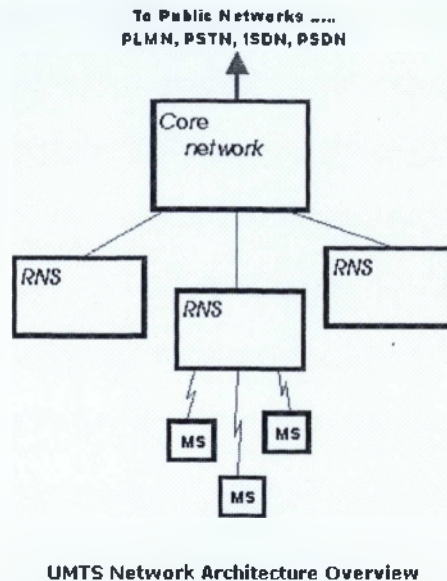 To Public Networks .....
PLMN, PSTN, ISDN, PSDN
Core
network
RNS
RNS
RNS
MS
MS
MS
UMTS Network Architecture Overview